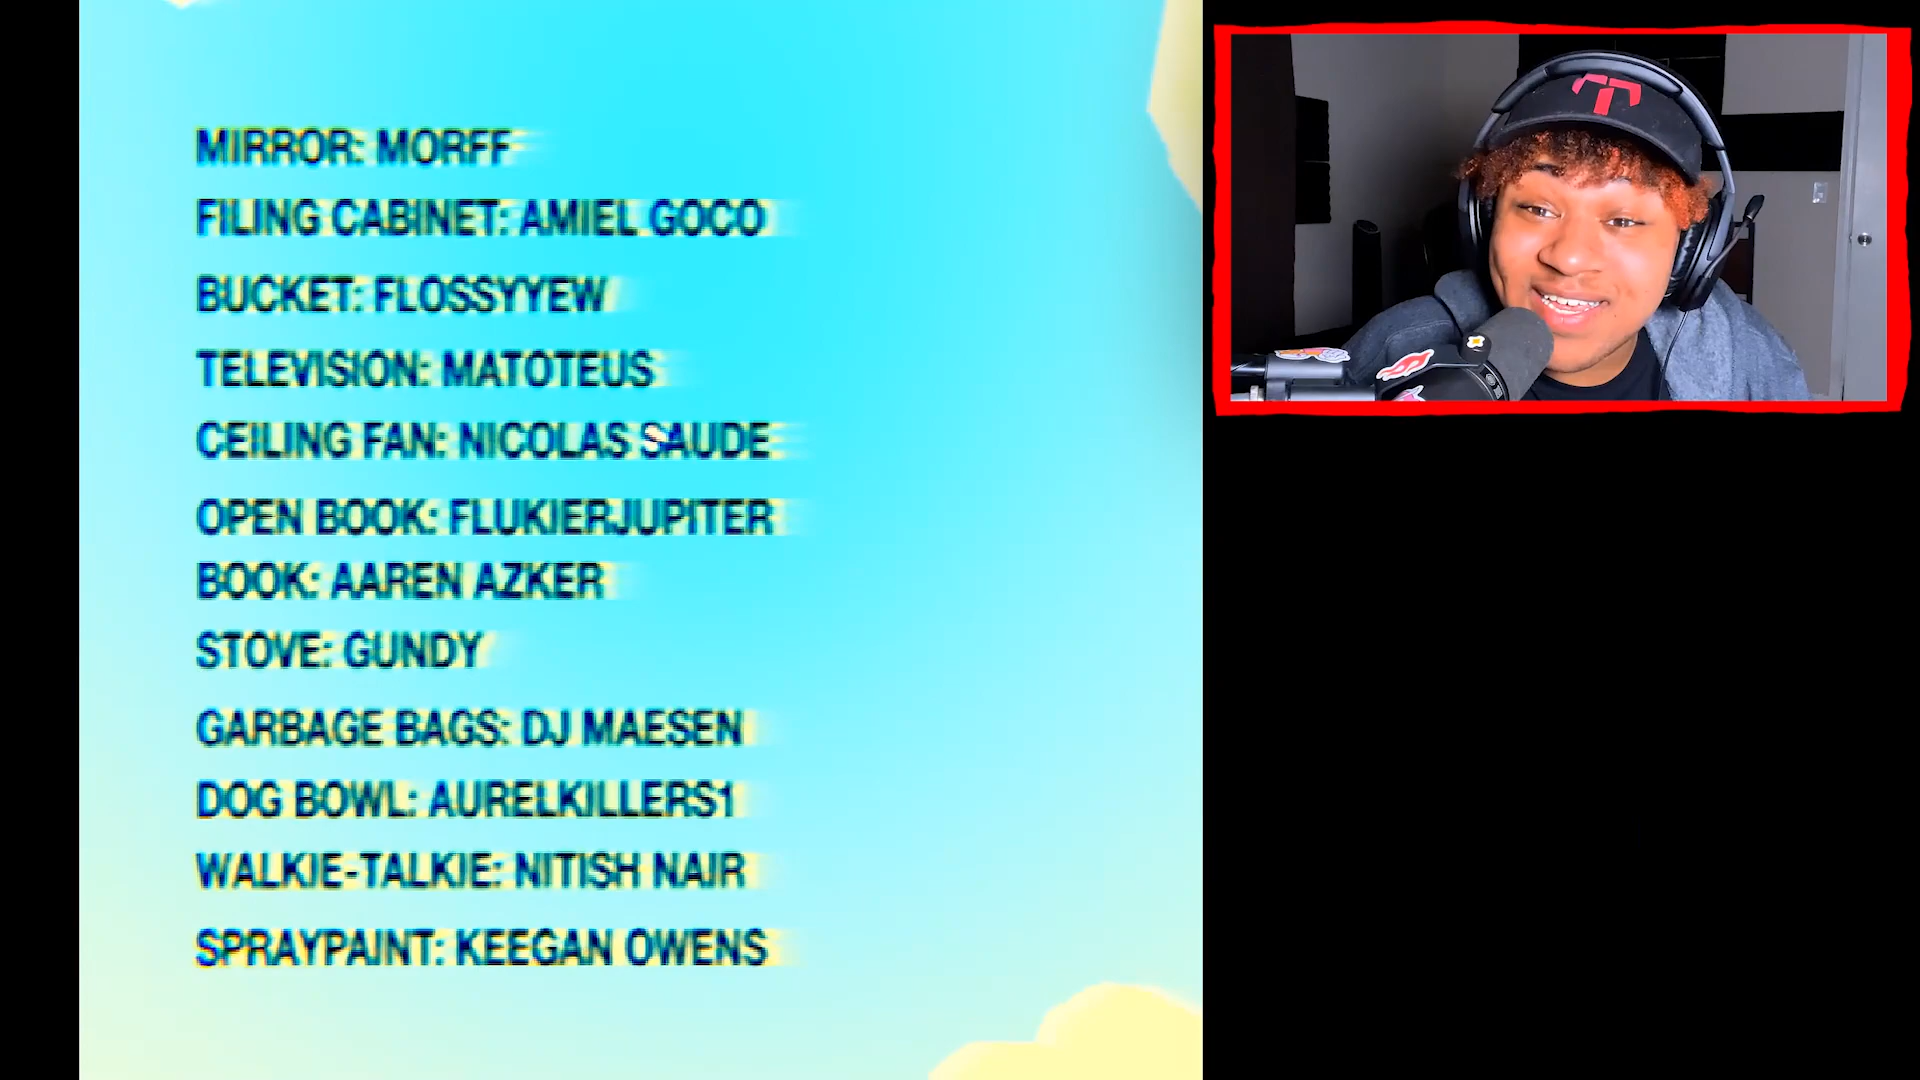 MIRROR: MORFF
FILING CABINET: AMIEL GOCO
BUCKET: FLOSSYYEW
TELEVISION: MATOTEUS
CEILING FAN: NICOLAS SAUDE
OPEN BOOK: FLUKIERJUPITER
BOOK: AAREN AZKER
STOVE: GUNDY
GARBAGE BAGS: DJ MAESEN
DOG BOWL: AURELKILLERS1
WALKIE-TALKIE: NITISH NAIR
SPRAYPAINT: KEEGAN OWENS